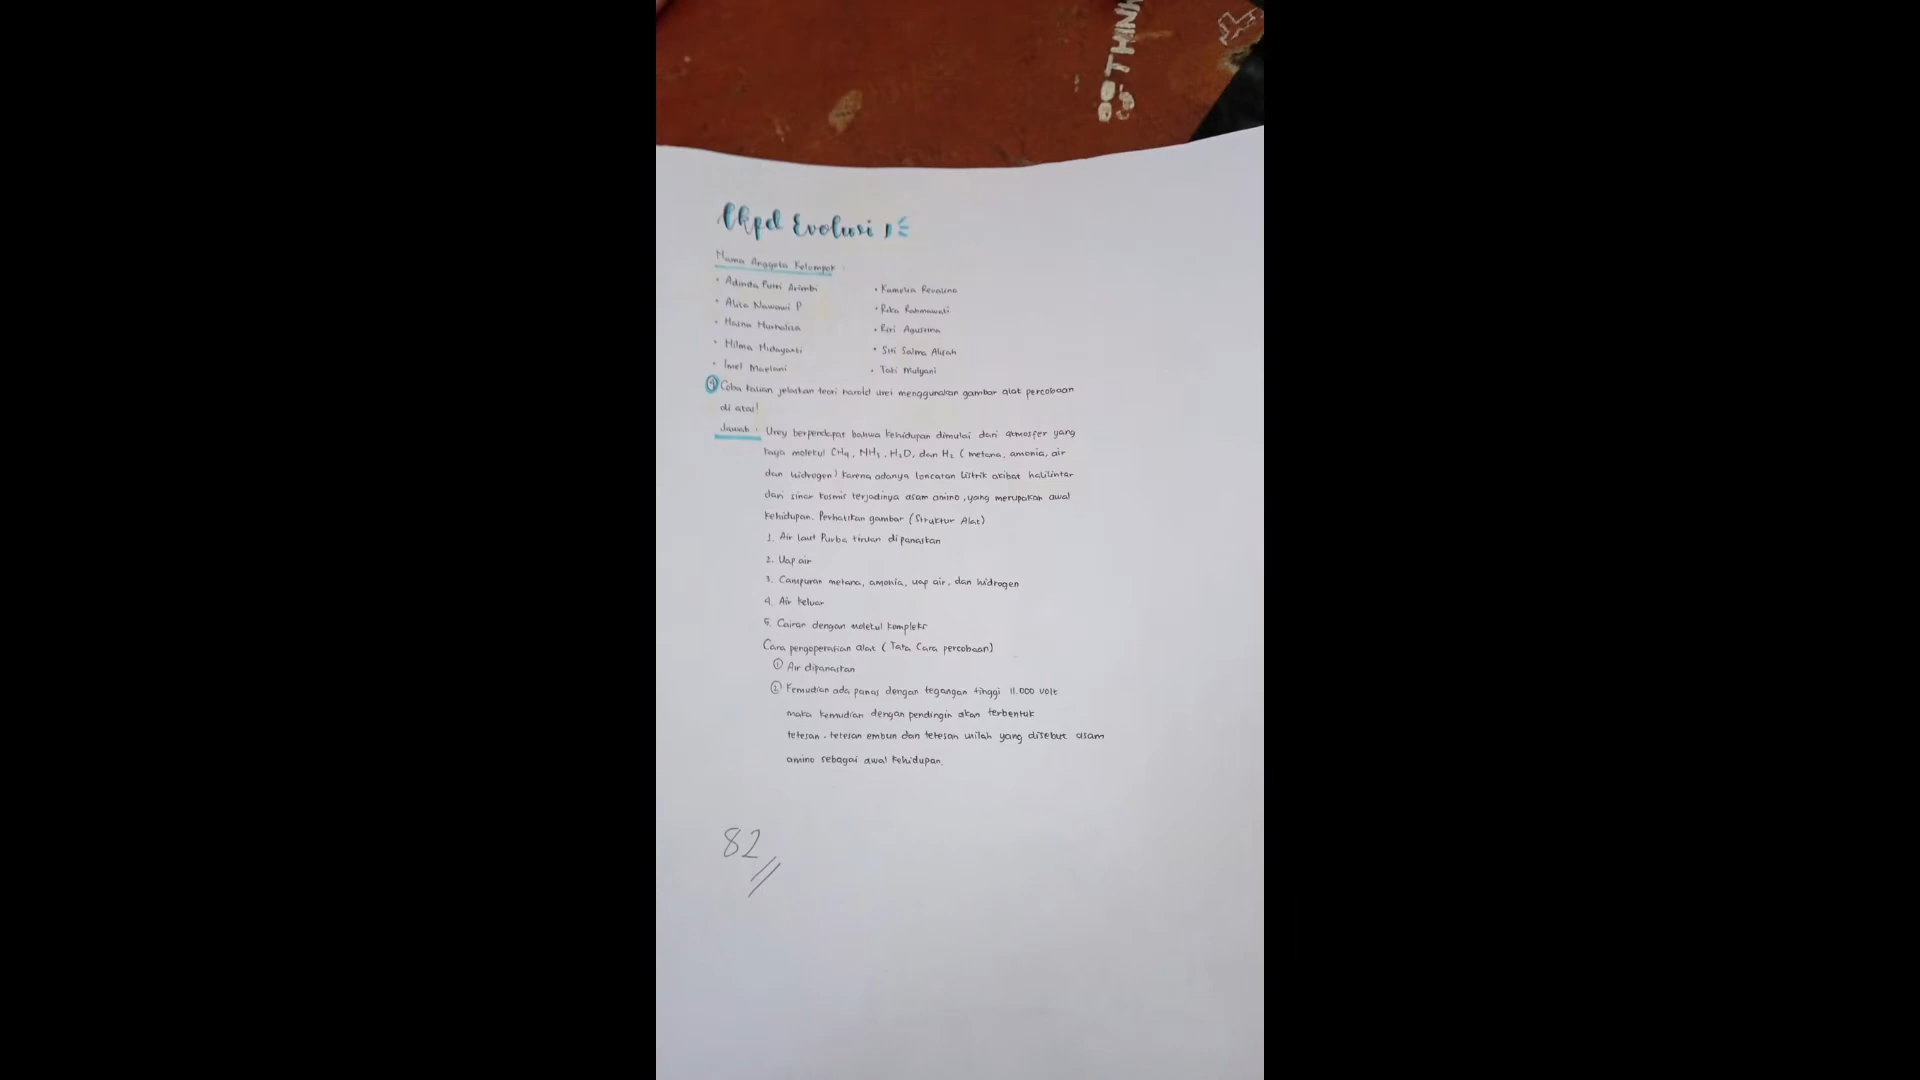 THINK
Lkpd Evolusi
Nama Anggota Kelompok :
• Adinda Putri Arimbi
• Alisa Nawawi P
• Hasna Nurhaliza
• Hilma Hidayanti
• Imel Maelani
• Kamelia Revalina
• Rika Rahmawati
• Riri Agustina
• Siti Salma Alifah
• Tati Mulyani
Coba kalian jelaskan teori harold urei menggunakan gambar alat percobaan
di atas!
Jawab : Urey berpendapat bahwa kehidupan dimulai dari atmosfer yang
kaya molekul CH4, NH3, H2O, dan H2 (metana, amonia, air
dan hidrogen) karena adanya loncatan listrik akibat halilintar
dan sinar kosmis terjadinya asam amino, yang merupakan awal
kehidupan. Perhatikan gambar (Struktur Alat)
1. Air laut Purba tiruan dipanaskan
2. Uap air
3. Campuran metana, amonia, uap air, dan hidrogen
4. Air keluar
5. Cairan dengan molekul kompleks
Cara pengoperasian alat (Tata Cara percobaan)
① Air dipanaskan
② Kemudian ada panas dengan tegangan tinggi 11.000 volt
maka kemudian dengan pendingin akan terbentuk
tetesan-tetesan embun dan tetesan inilah yang disebut asam
amino sebagai awal kehidupan.
82